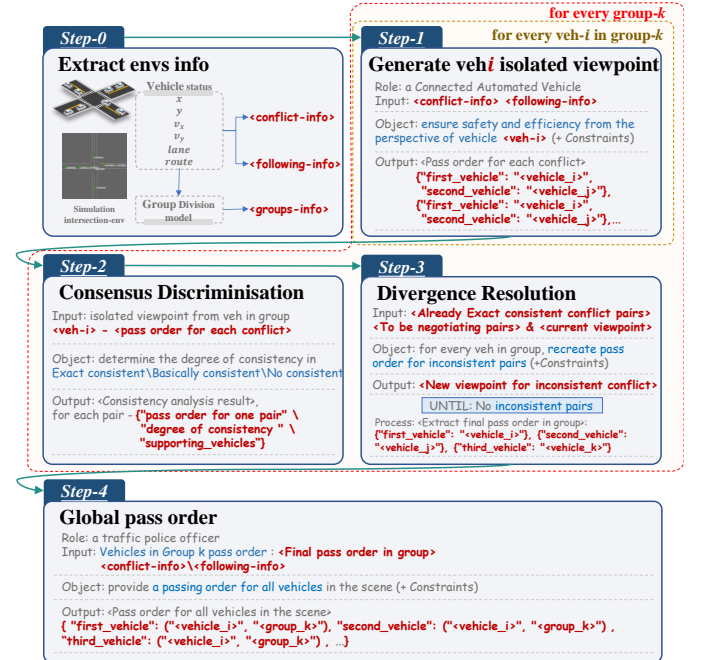 for every group-k
for every veh-i in group-k
Step-0
Extract envs info
Vehicle status
x
y
v_x
v_y
lane
route
Group Division
model
Simulation
intersection-env
<conflict-info>
<following-info>
<groups-info>
Step-1
Generate vehi isolated viewpoint
Role: a Connected Automated Vehicle
Input: <conflict-info> <following-info>
Object: ensure safety and efficiency from the
perspective of vehicle <veh-i> (+ Constraints)
Output: <Pass order for each conflict>
{"first_vehicle": "<vehicle_i>",
"second_vehicle": "<vehicle_j>"},
{"first_vehicle": "<vehicle_i>",
"second_vehicle": "<vehicle_j>"},...
Step-2
Consensus Discriminisation
Input: isolated viewpoint from veh in group
<veh-i> - <pass order for each conflict>
Object: determine the degree of consistency in
Exact consistent\Basically consistent\No consistent
Output: <Consistency analysis result>,
for each pair - {"pass order for one pair" \
"degree of consistency " \
"supporting_vehicles"}
Step-3
Divergence Resolution
Input: <Already Exact consistent conflict pairs>
<To be negotiating pairs> & <current viewpoint>
Object: for every veh in group, recreate pass
order for inconsistent pairs (+Constraints)
Output: <New viewpoint for inconsistent conflict>
UNTIL: No inconsistent pairs
Process: <Extract final pass order in group>:
{"first_vehicle": "<vehicle_i>"}, {"second_vehicle":
"<vehicle_j>"}, {"third_vehicle": "<vehicle_k>"}
Step-4
Global pass order
Role: a traffic police officer
Input: Vehicles in Group k pass order : <Final pass order in group>
<conflict-info>\<following-info>
Object: provide a passing order for all vehicles in the scene (+ Constraints)
Output: <Pass order for all vehicles in the scene>
{ "first_vehicle": ("<vehicle_i>", "<group_k>"), "second_vehicle": ("<vehicle_i>", "<group_k>") ,
"third_vehicle": ("<vehicle_i>", "<group_k>") , ...}